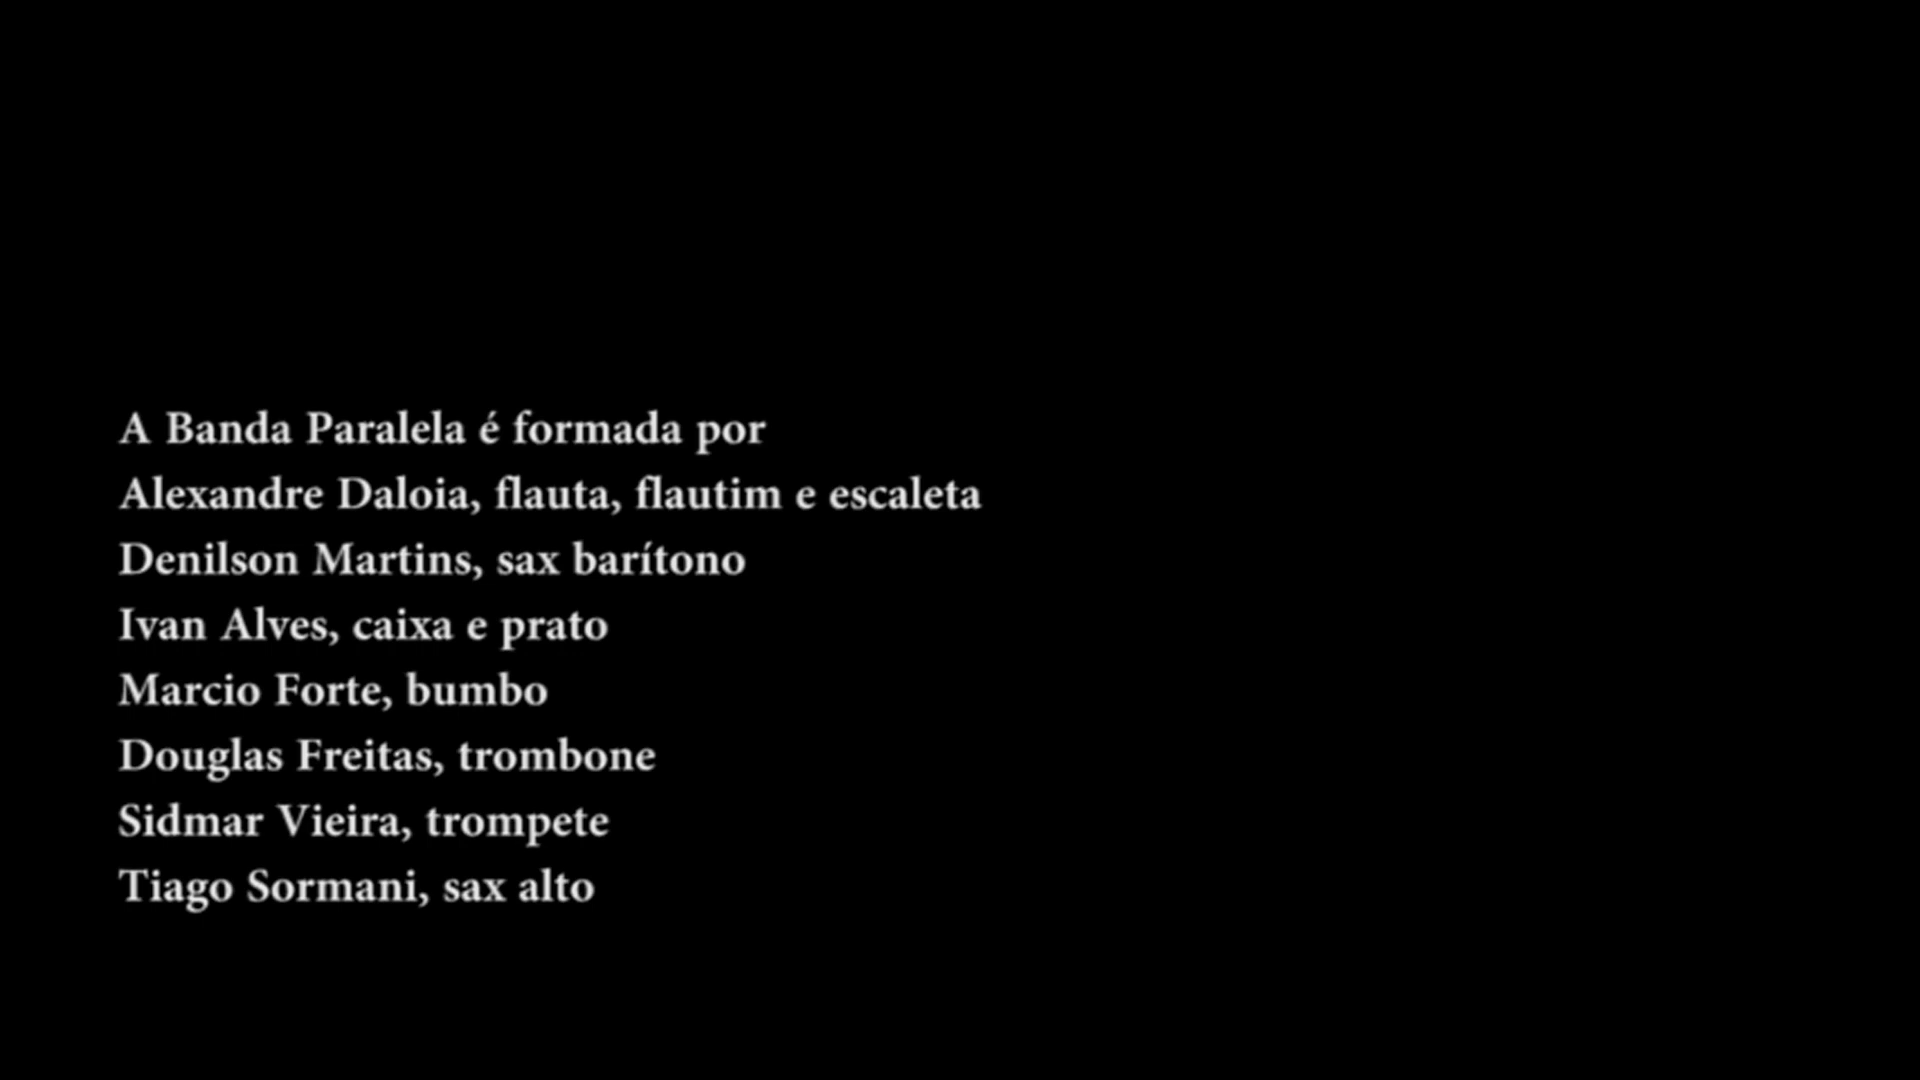 A Banda Paralela é formada por
Alexandre Daloia, flauta, flautim e escaleta
Denilson Martins, sax barítono
Ivan Alves, caixa e prato
Marcio Forte, bumbo
Douglas Freitas, trombone
Sidmar Vieira, trompete
Tiago Sormani, sax alto